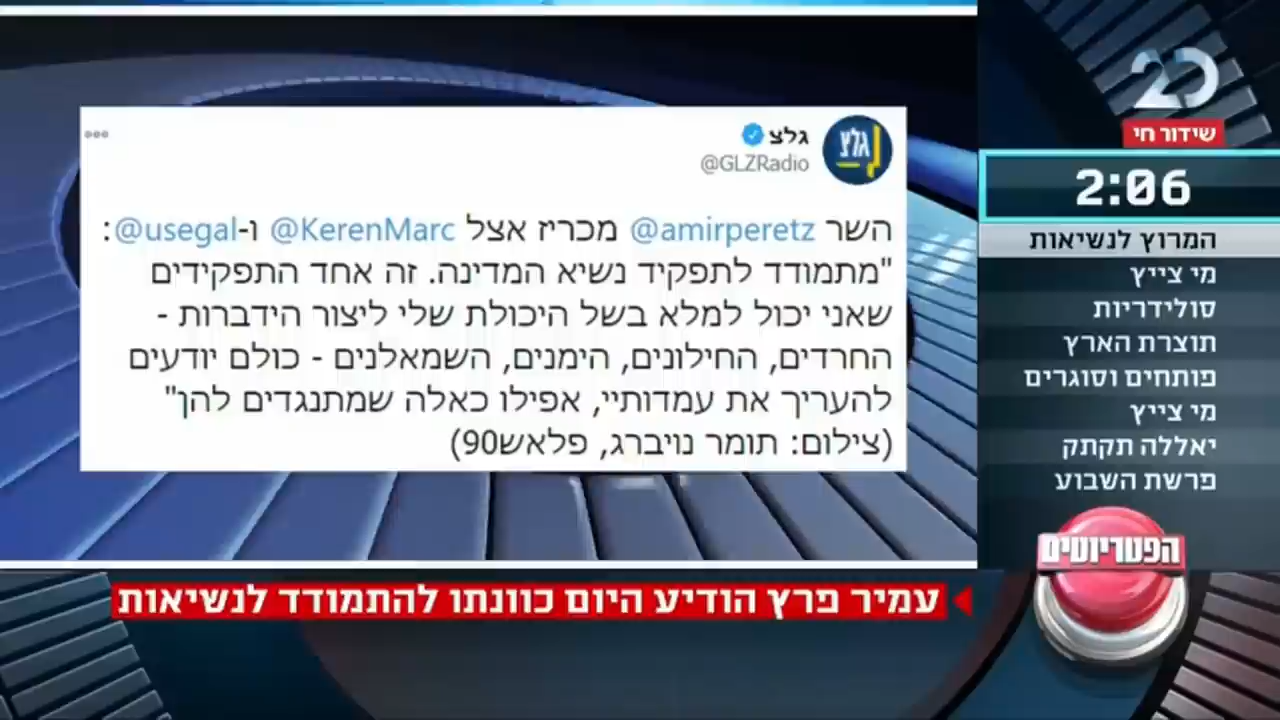 גלצ
@GLZRadio
השר @amirperetz מכריז אצל @KerenMarc ו-@usegal:
"מתמודד לתפקיד נשיא המדינה. זה אחד התפקידים
שאני יכול למלא בשל היכולת שלי ליצור הידברות -
החרדים, החילונים, הימנים, השמאלנים - כולם יודעים
להעריך את עמדותיי, אפילו כאלה שמתנגדים להן"
(צילום: תומר נויברג, פלאש90)
20
שידור חי
2:06
המרוץ לנשיאות
מי צייץ
סולידריות
תוצרת הארץ
פותחים וסוגרים
מי צייץ
יאללה תקתק
פרשת השבוע
הפטריוטים
עמיר פרץ הודיע היום כוונתו להתמודד לנשיאות